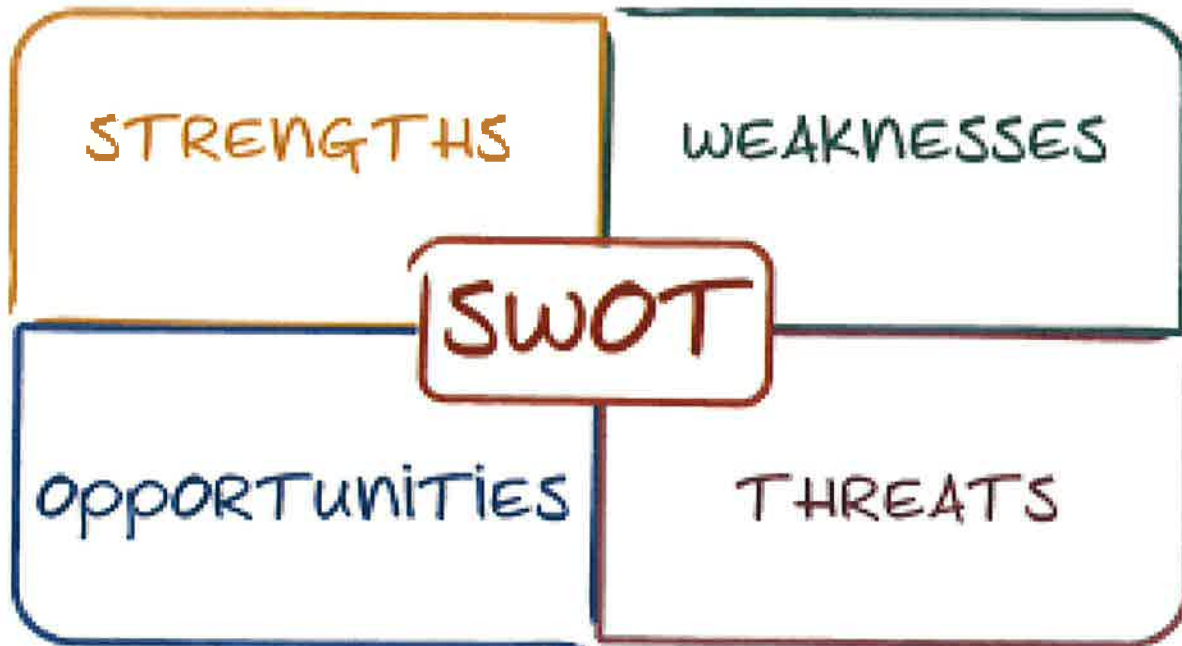 STRENGTHS
WEAKNESSES
SWOT
OPPORTUNITIES
THREATS